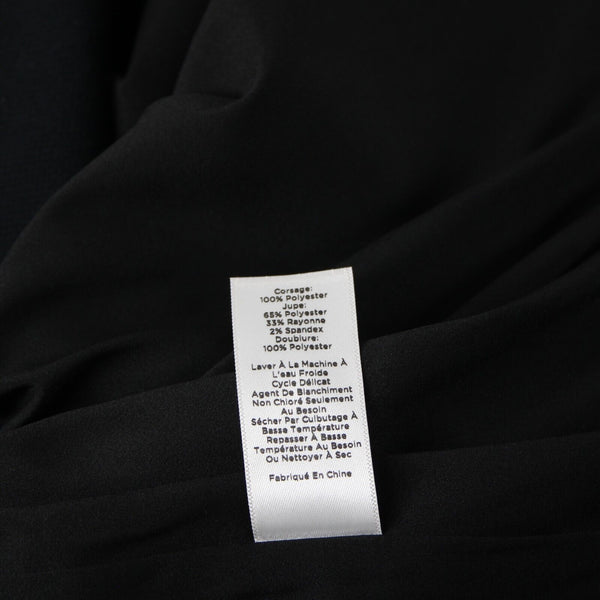 Corsage:
100% Polyester
Jupe:
65% Polyester
33% Rayonne
2% Spandex
Doublure:
100% Polyester
Laver À La Machine À
L'eau Froide
Cycle Délicat
Agent De Blanchiment
Non Chloré Seulement
Au Besoin
Sécher Par Culbutage À
Basse Température
Repasser À Basse
Température Au Besoin
Ou Nettoyer À Sec
Fabriqué En Chine